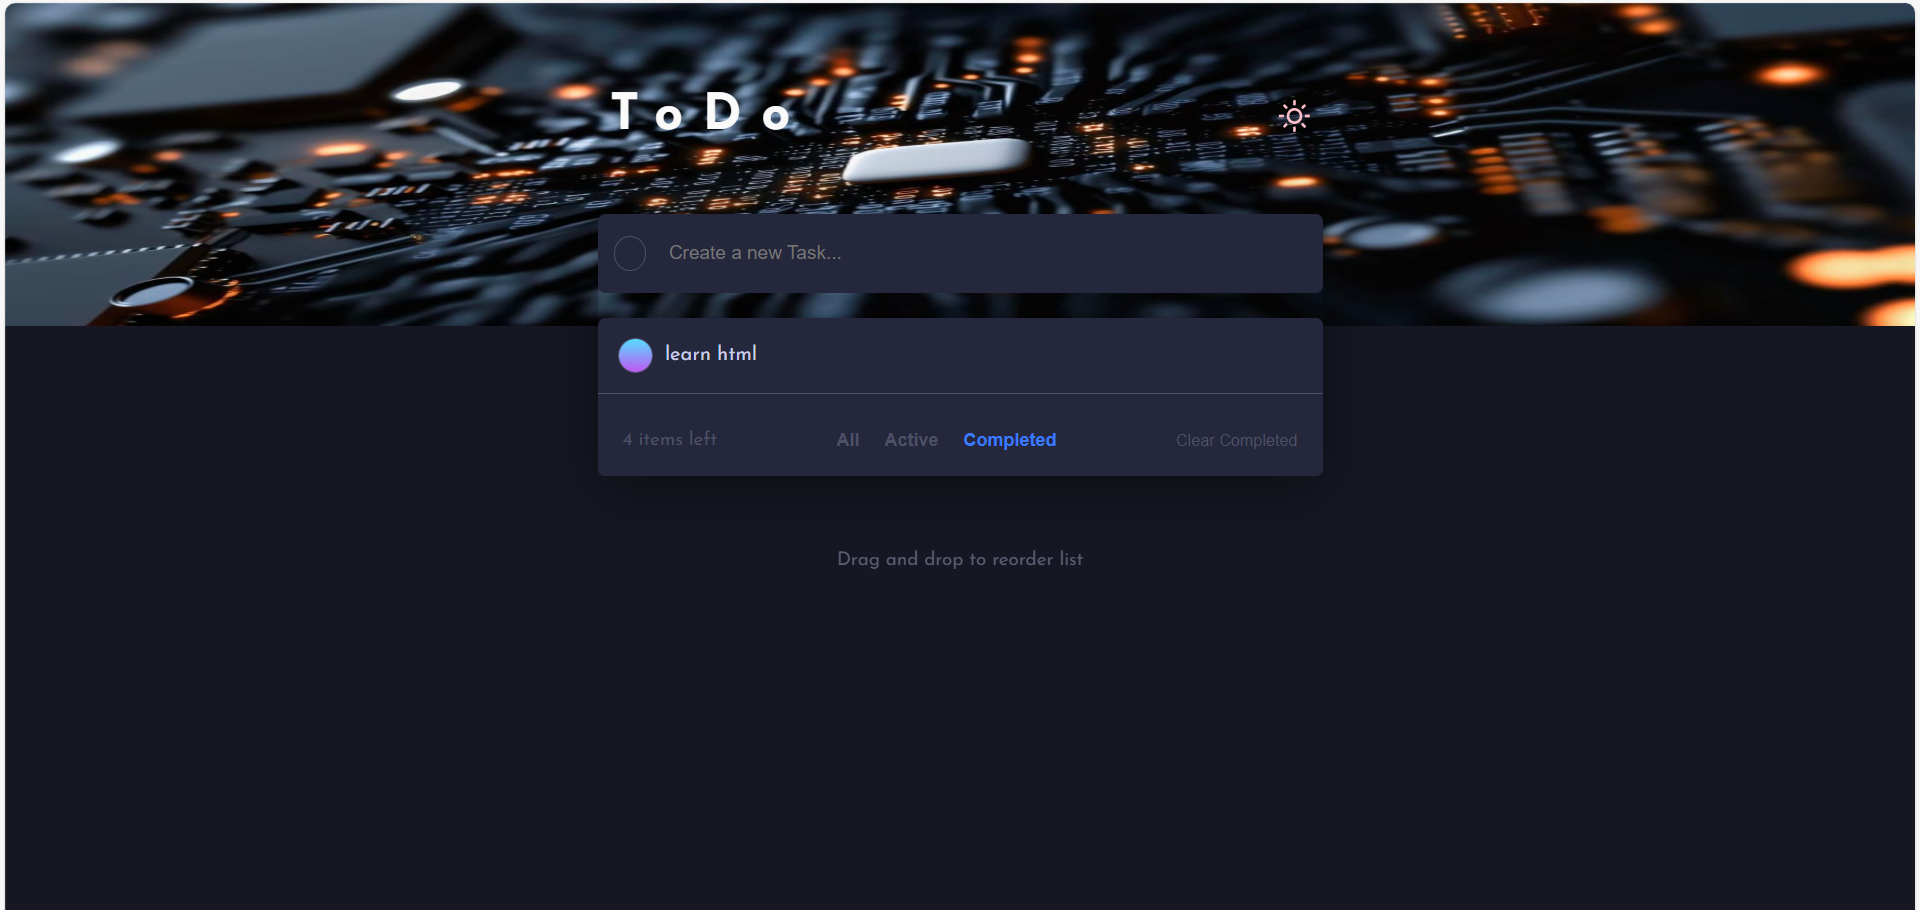 ToDo
Create a new Task...
learn html
4 items left All Active Completed Clear Completed
Drag and drop to reorder list